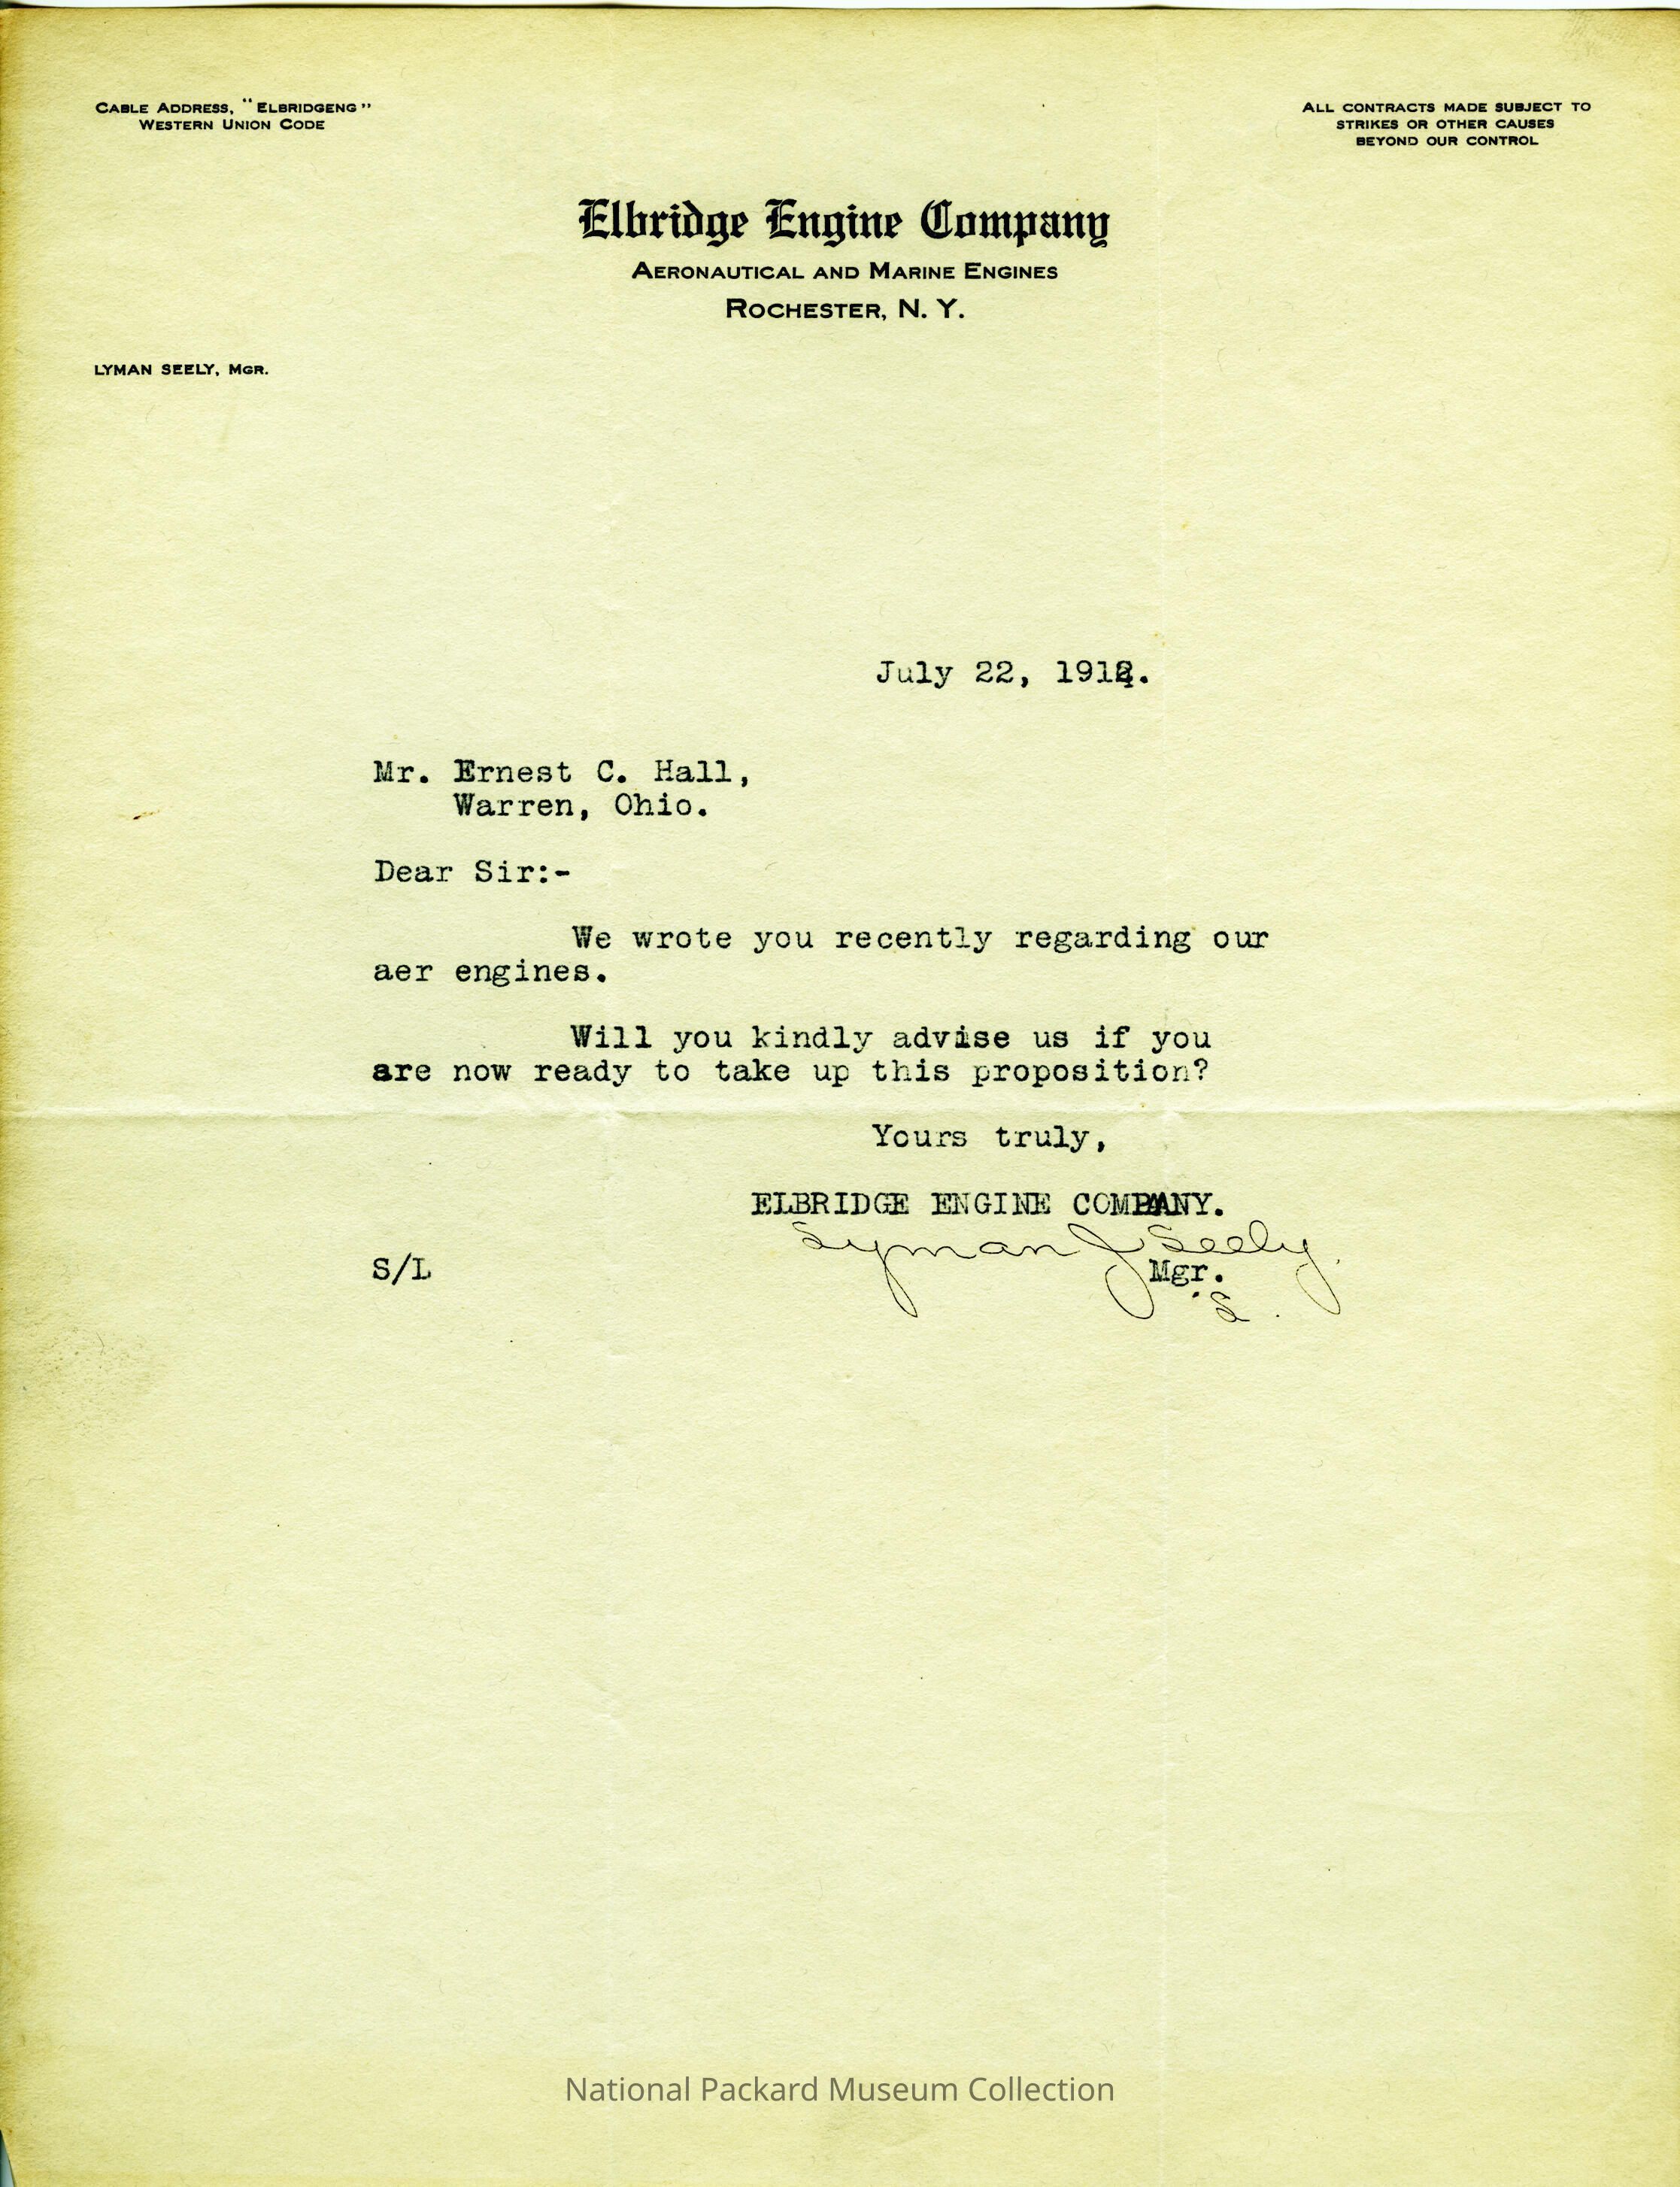 CABLE ADDRESS, "ELBRIDGENG"
WESTERN UNION CODE
ALL CONTRACTS MADE SUBJECT TO
STRIKES OR OTHER CAUSES
BEYOND OUR CONTROL
Elbridge Engine Company
AERONAUTICAL AND MARINE ENGINES
ROCHESTER, N. Y.
LYMAN SEELY, MGR.
July 22,
Mr. Ernest C. Hall,
Warren, Ohio.
Dear Sir:-
We wrote you recently regarding our
aer engines.
Will you kindly advise us if you
are now ready to take up this proposition?
Yours truly,
ELBRIDGE ENGINE COMPANY.
Lyman J Seely.
S/L
Mgr.
S.
National Packard Museum Collection